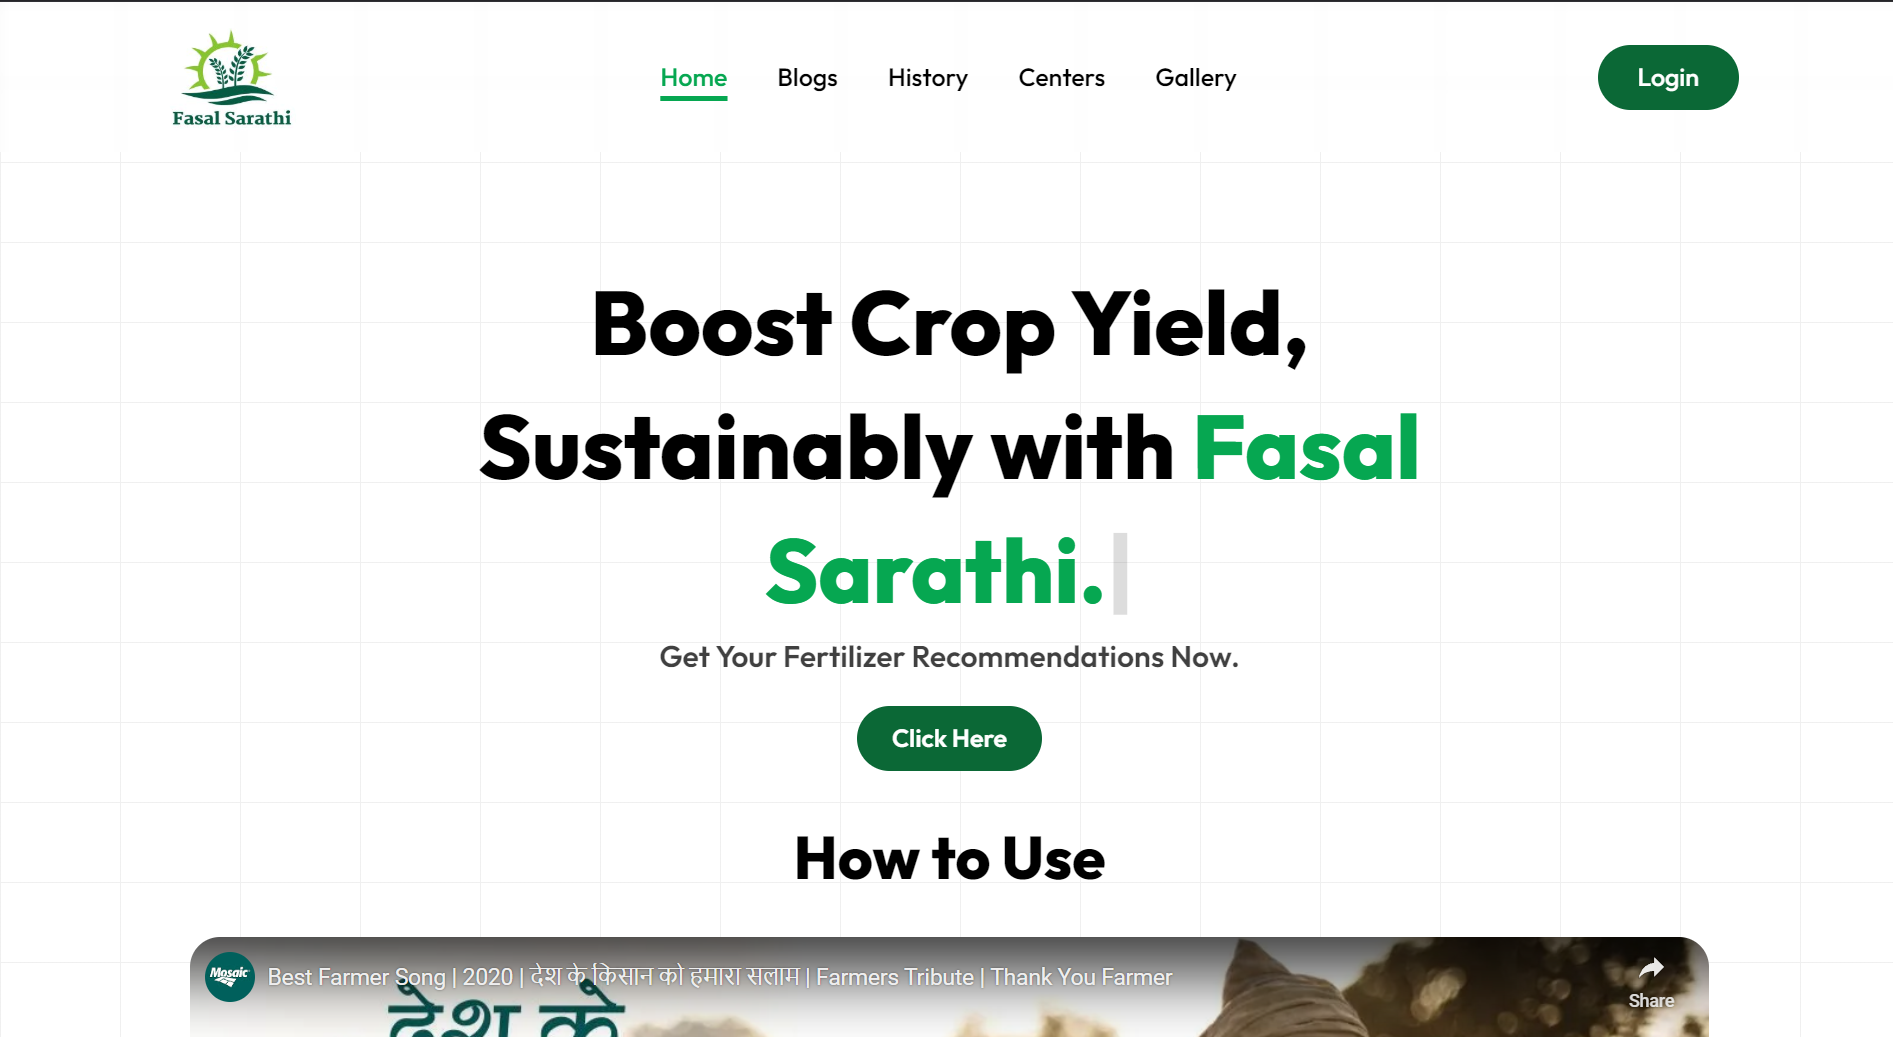 Fasal Sarathi
Home Blogs History Centers Gallery
Login
Boost Crop Yield,
Sustainably with Fasal
Sarathi.
Get Your Fertilizer Recommendations Now.
Click Here
How to Use
Mosaic
Best Farmer Song | 2020 | देश के किसान को हमारा सलाम | Farmers Tribute | Thank You Farmer
Share
देश को